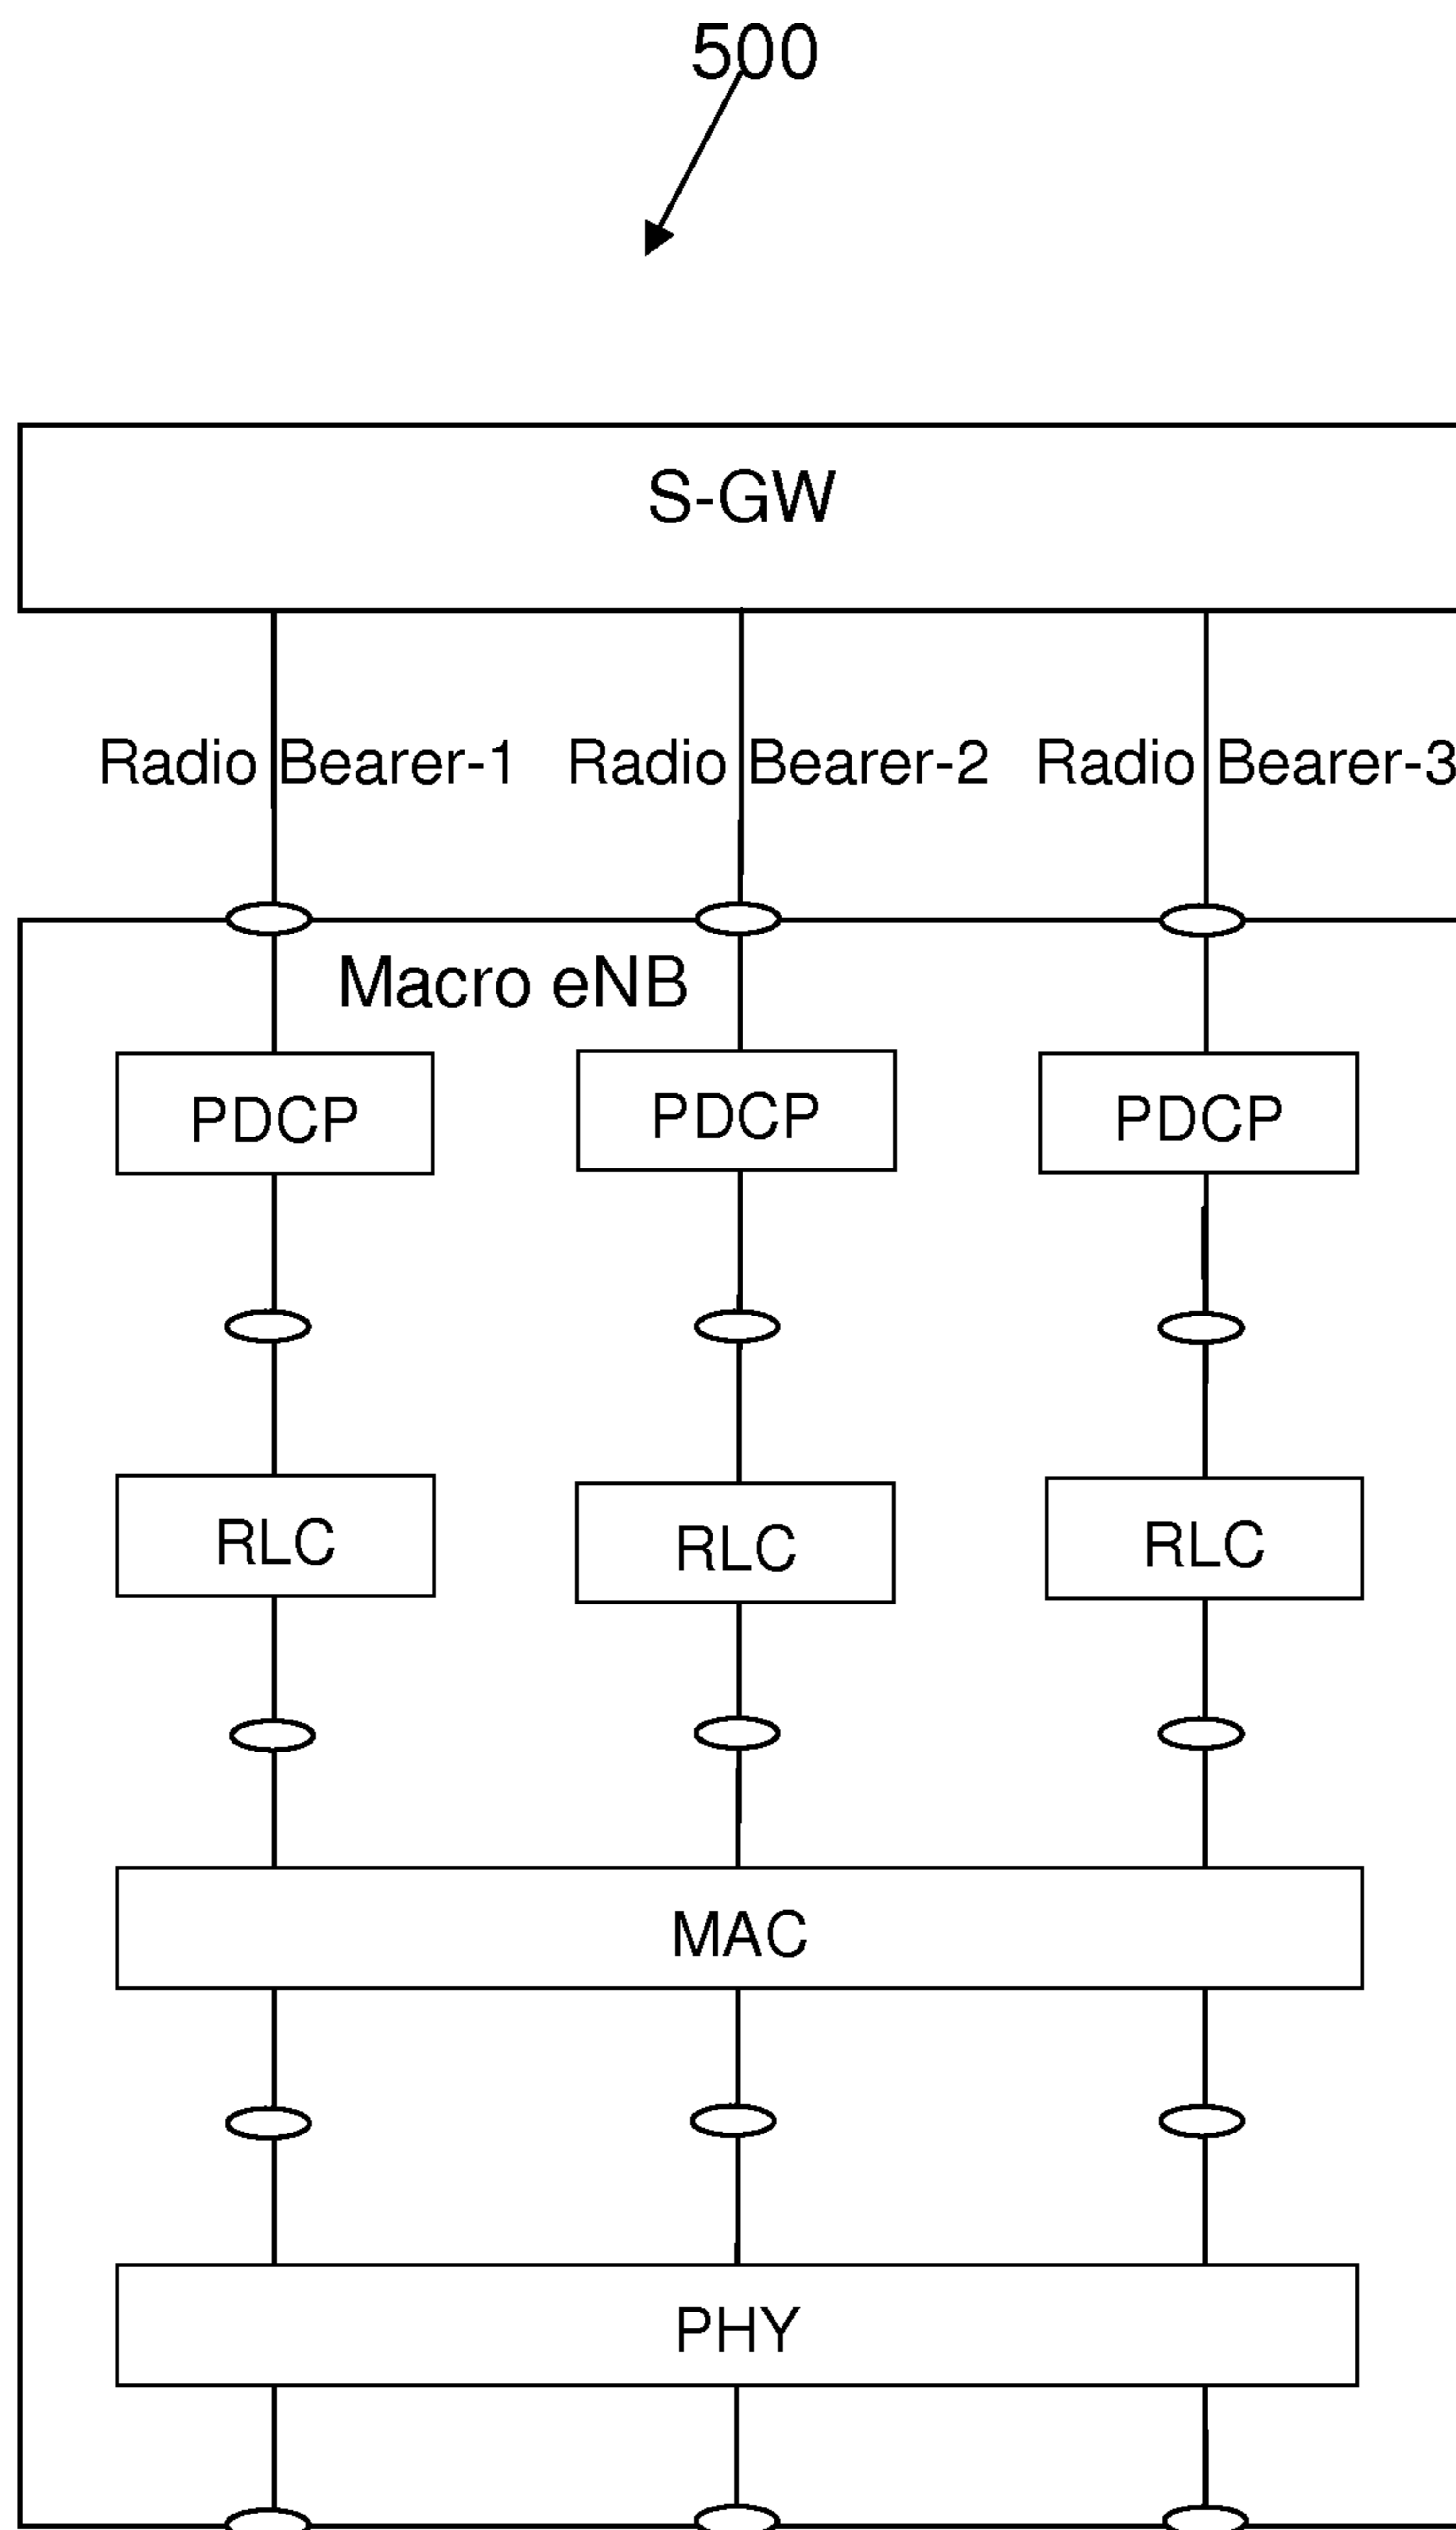 500
S-GW
Radio Bearer-1 Radio Bearer-2 Radio Bearer-3
Macro eNB
PDCP PDCP PDCP
RLC RLC RLC
MAC
PHY